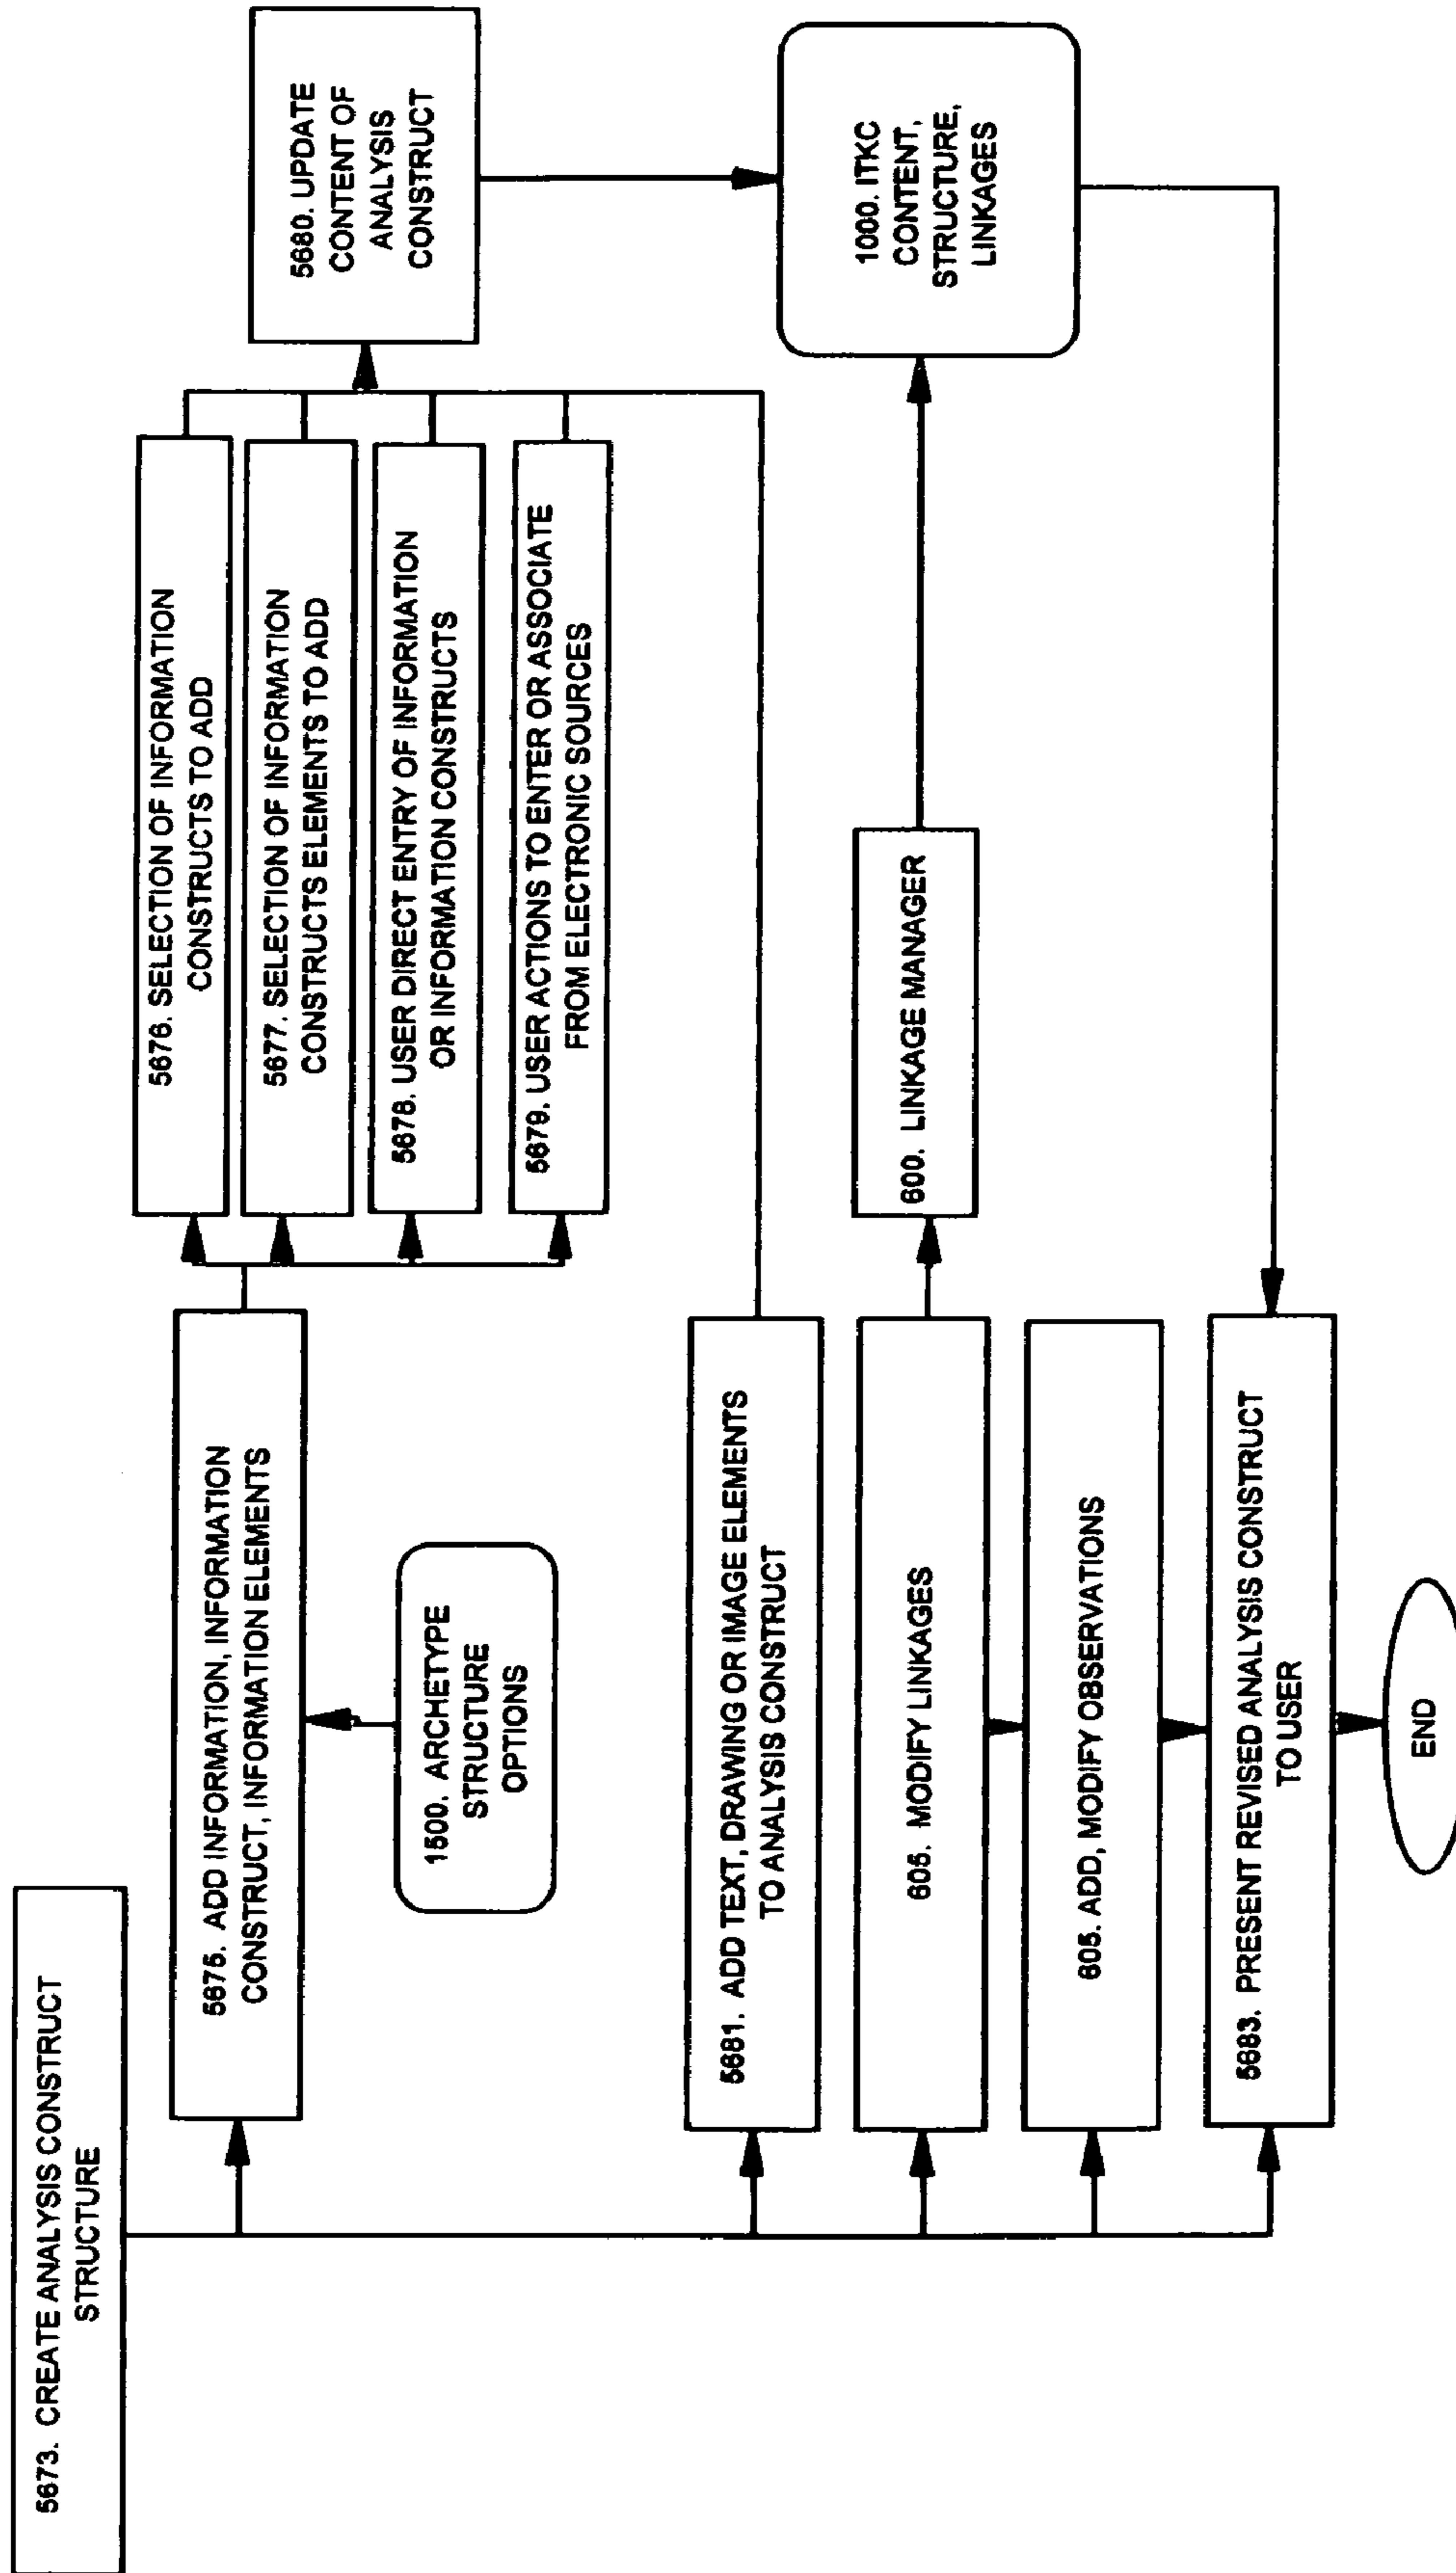 5673. CREATE ANALYSIS CONSTRUCT
STRUCTURE
5675. ADD INFORMATION, INFORMATION
CONSTRUCT, INFORMATION ELEMENTS
1500. ARCHETYPE
STRUCTURE
OPTIONS
5676. SELECTION OF INFORMATION
CONSTRUCTS TO ADD
5677. SELECTION OF INFORMATION
CONSTRUCTS ELEMENTS TO ADD
5678. USER DIRECT ENTRY OF INFORMATION
OR INFORMATION CONSTRUCTS
5679. USER ACTIONS TO ENTER OR ASSOCIATE
FROM ELECTRONIC SOURCES
5680. UPDATE
CONTENT OF
ANALYSIS
CONSTRUCT
5681. ADD TEXT, DRAWING OR IMAGE ELEMENTS
TO ANALYSIS CONSTRUCT
605. MODIFY LINKAGES
600. LINKAGE MANAGER
1000. ITKC
CONTENT,
STRUCTURE,
LINKAGES
605. ADD, MODIFY OBSERVATIONS
5683. PRESENT REVISED ANALYSIS CONSTRUCT
TO USER
END